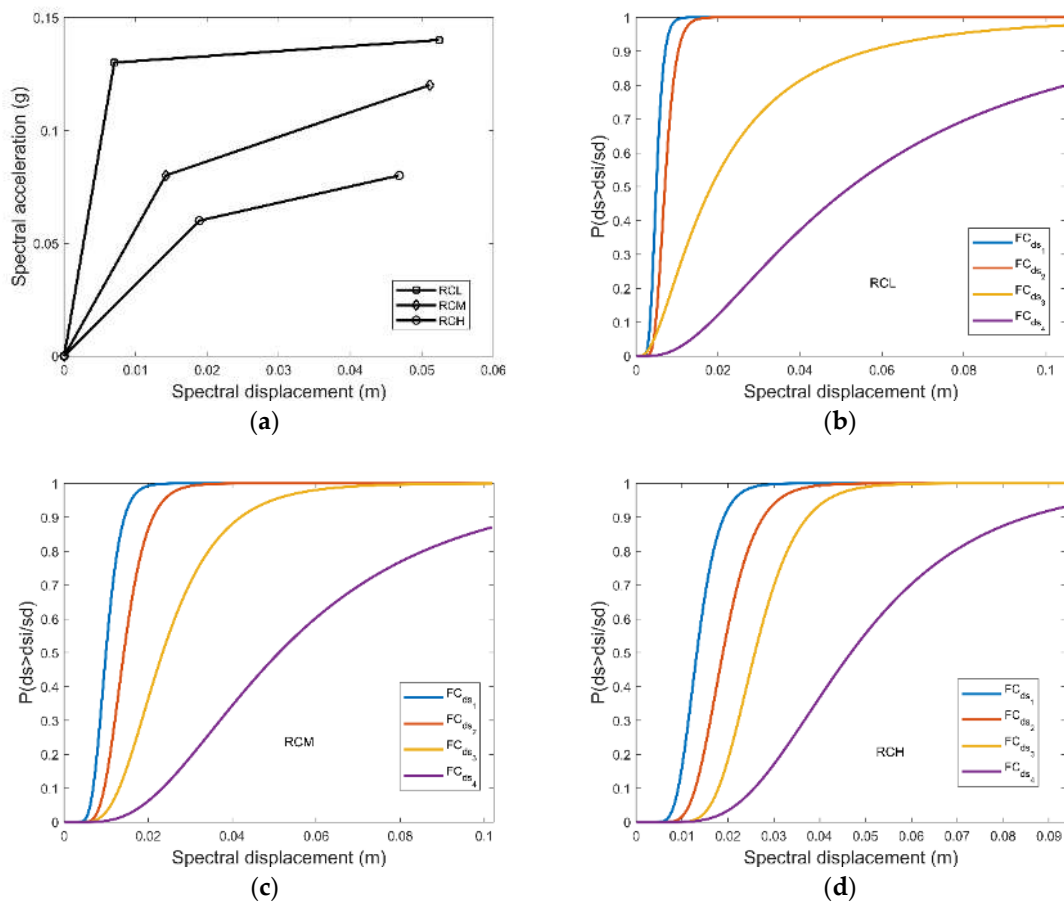 0.15
0.1
0.05
0
Spectral acceleration (g)
RCL
RCM
RCH
0 0.01 0.02 0.03 0.04 0.05 0.06
Spectral displacement (m)
(a)
1
0.9
0.8
0.7
0.6
0.5
0.4
0.3
0.2
0.1
0
P(ds>dsi/sd)
FCds1
FCds2
FCds3
FCds4
RCL
0 0.02 0.04 0.06 0.08 0.1
Spectral displacement (m)
(b)
1
0.9
0.8
0.7
0.6
0.5
0.4
0.3
0.2
0.1
0
P(ds>dsi/sd)
FCds1
FCds2
FCds3
FCds4
RCM
0 0.02 0.04 0.06 0.08 0.1
Spectral displacement (m)
(c)
1
0.9
0.8
0.7
0.6
0.5
0.4
0.3
0.2
0.1
0
P(ds>dsi/sd)
FCds1
FCds2
FCds3
FCds4
RCH
0 0.01 0.02 0.03 0.04 0.05 0.06 0.07 0.08 0.09
Spectral displacement (m)
(d)